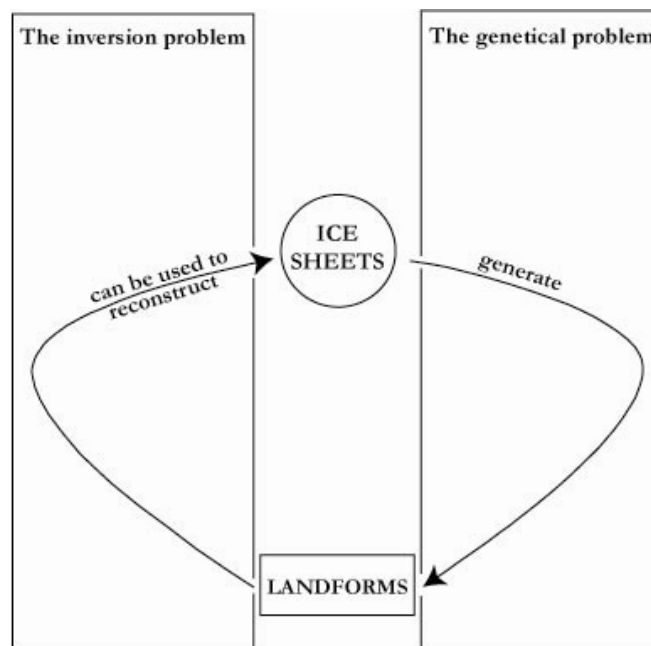 The inversion problem
The genetical problem
ICE
SHEETS
can be used to
reconstruct
generate
LANDFORMS